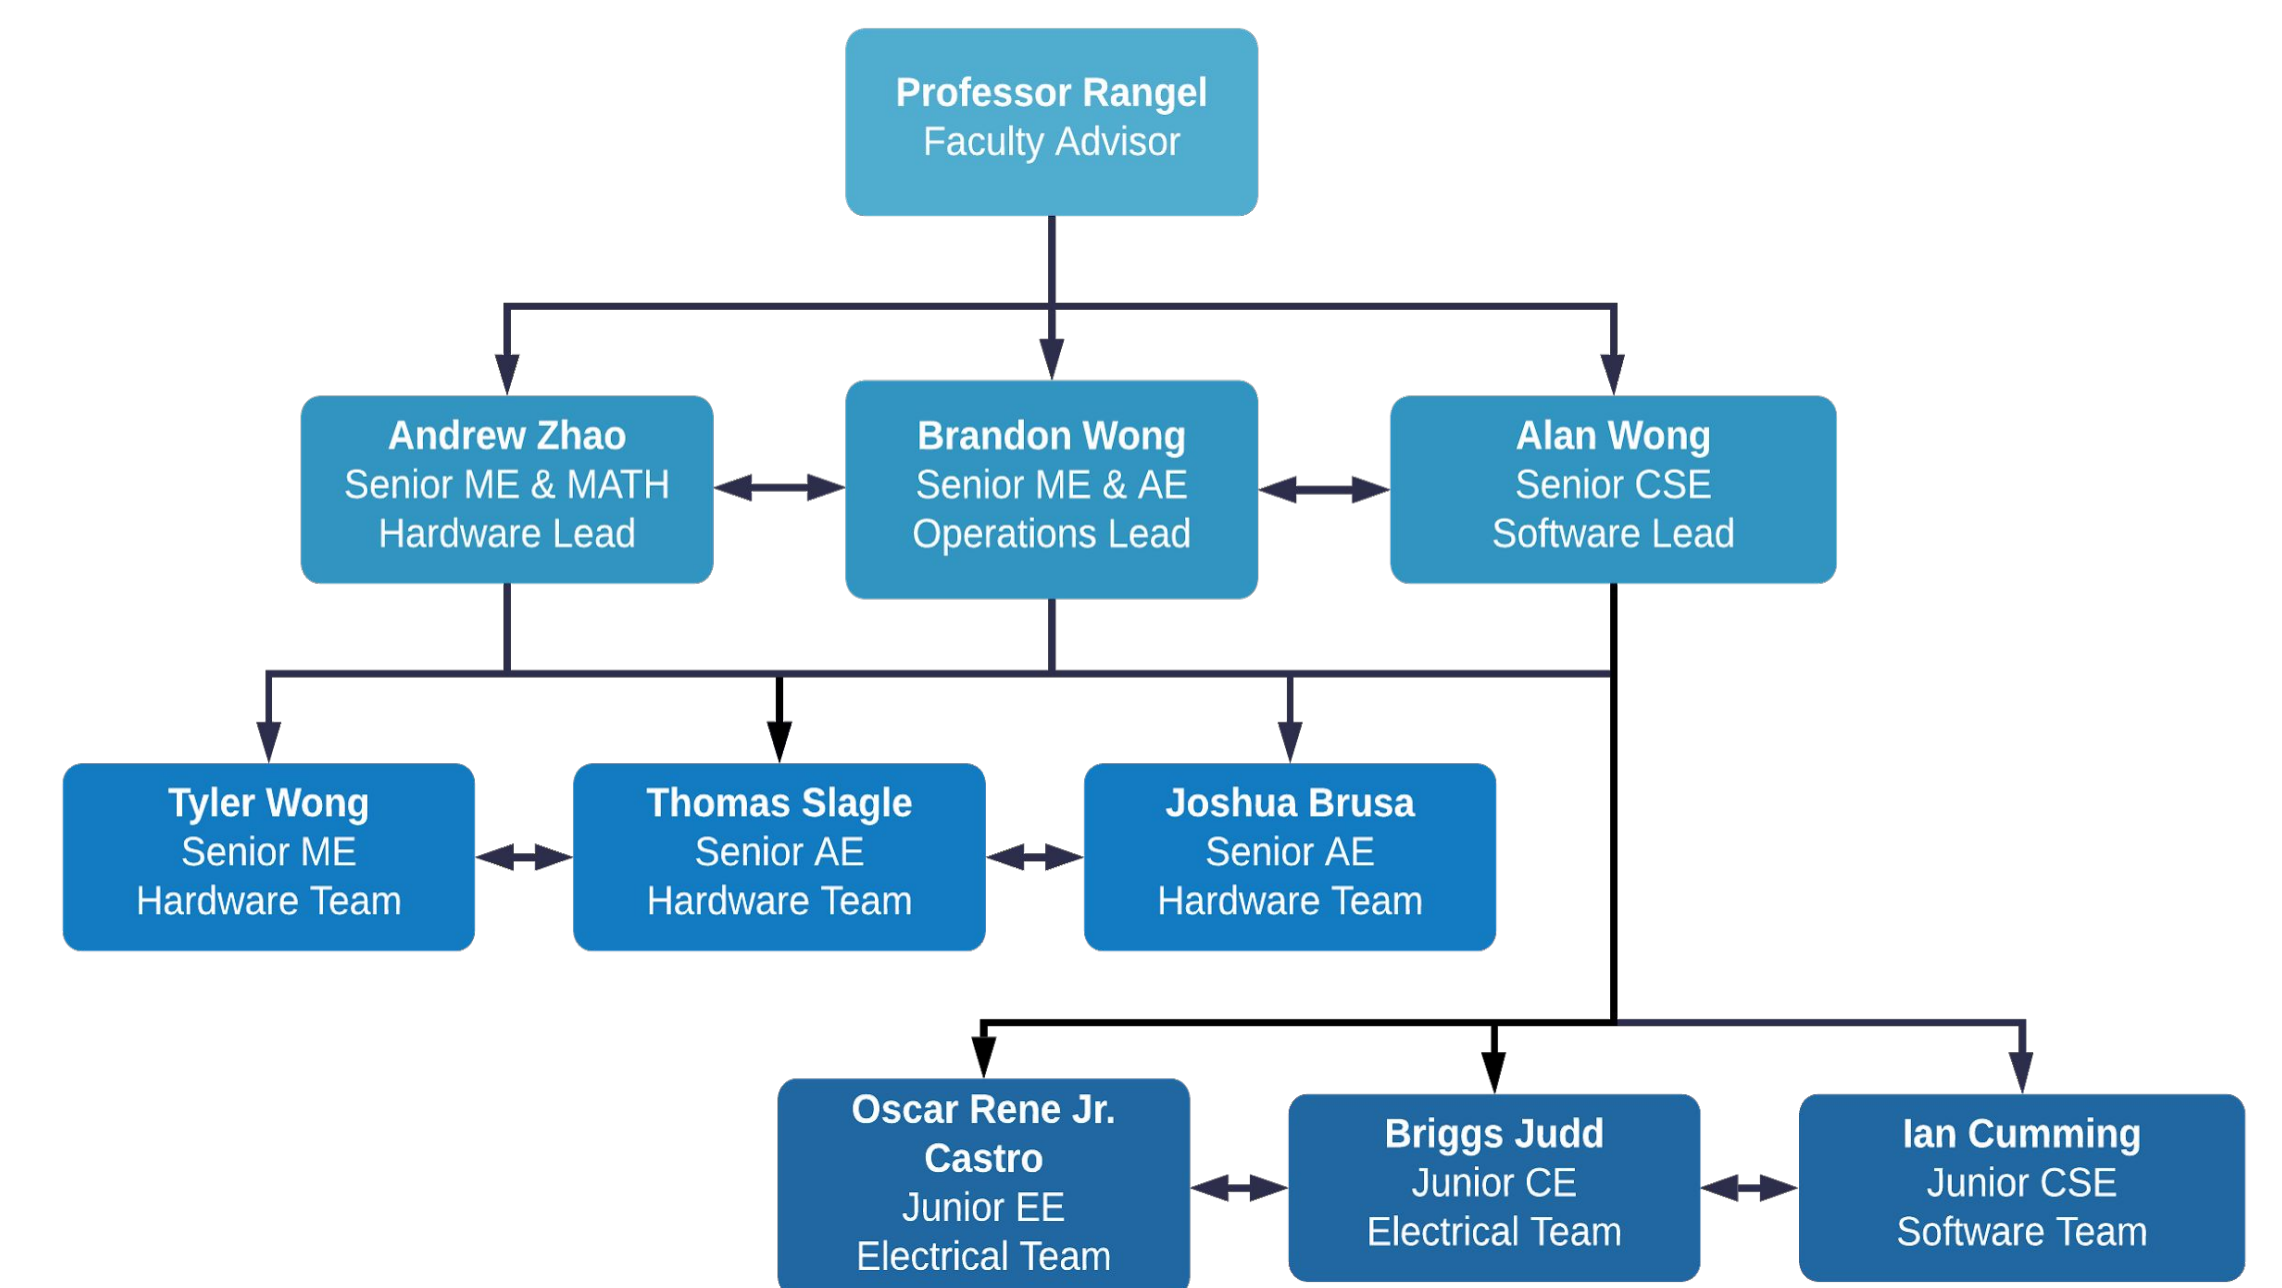 Professor Rangel
Faculty Advisor
Andrew Zhao
Senior ME & MATH
Hardware Lead
Brandon Wong
Senior ME & AE
Operations Lead
Alan Wong
Senior CSE
Software Lead
Tyler Wong
Senior ME
Hardware Team
Thomas Slagle
Senior AE
Hardware Team
Joshua Brusa
Senior AE
Hardware Team
Oscar Rene Jr.
Castro
Junior EE
Electrical Team
Briggs Judd
Junior CE
Electrical Team
Ian Cumming
Junior CSE
Software Team